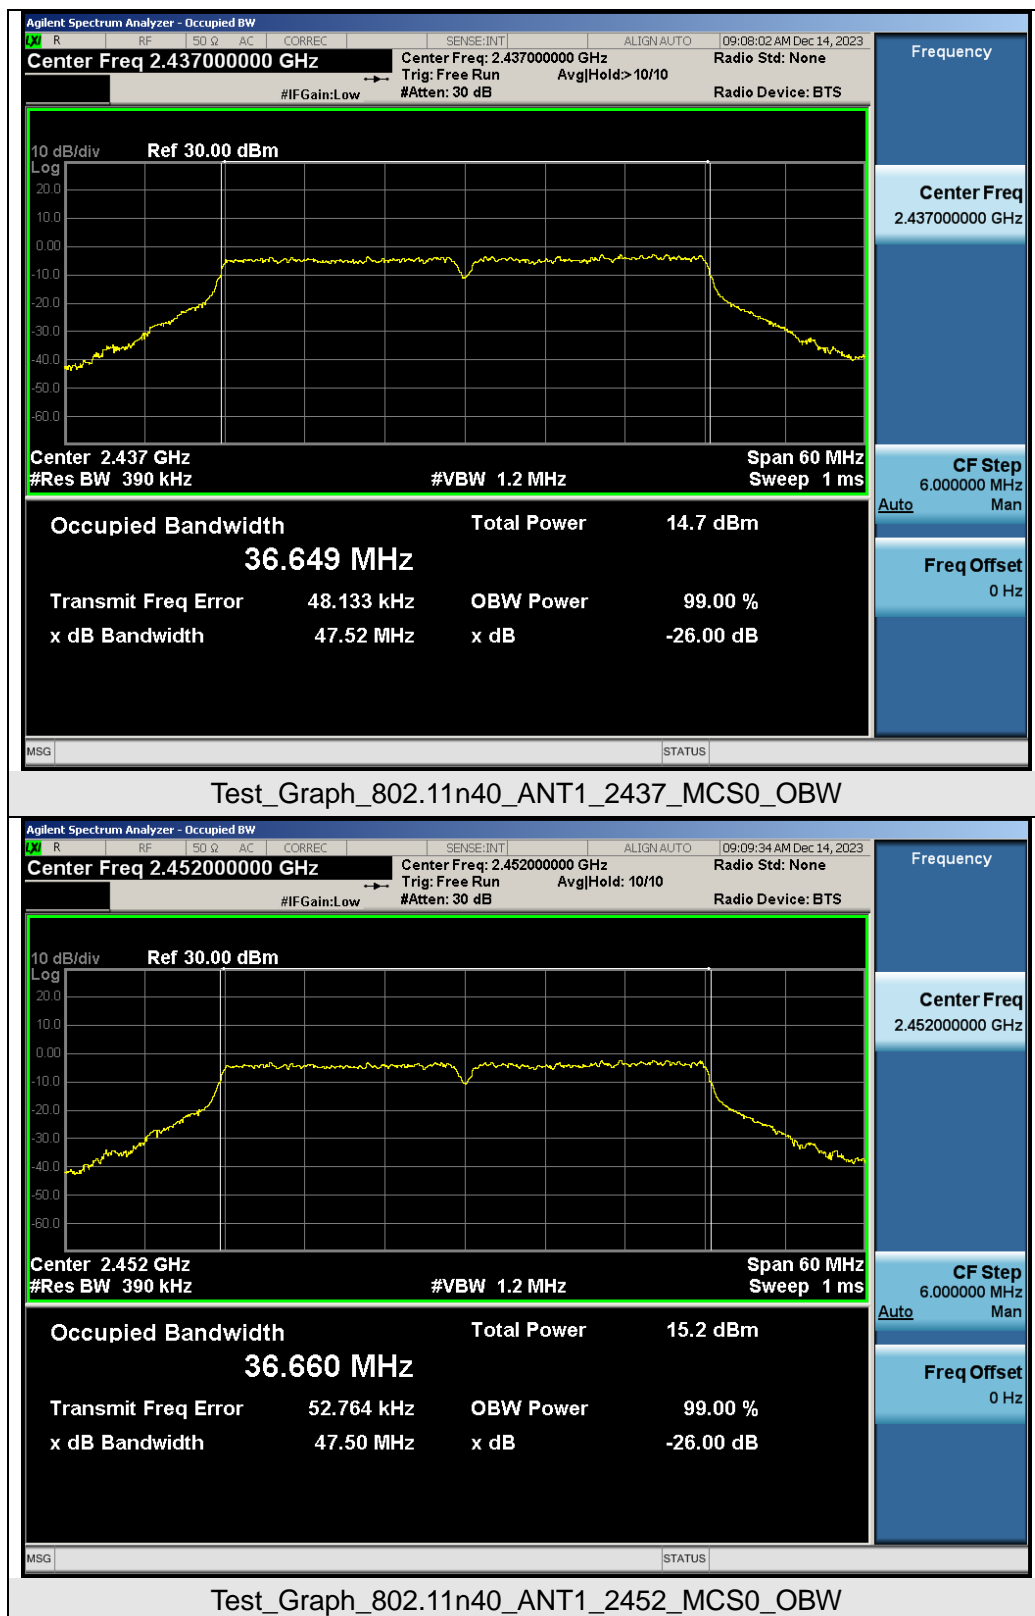 Agilent Spectrum Analyzer - Occupied BW
LXI R RF 50 Ω AC CORREC SENSE:INT ALIGN AUTO 09:08:02 AM Dec 14, 2023
Center Freq 2.437000000 GHz
Center Freq: 2.437000000 GHz
Radio Std: None
Trig: Free Run Avg|Hold:>10/10
#IFGain:Low
#Atten: 30 dB
Radio Device: BTS
Frequency
10 dB/div Ref 30.00 dBm
Log
20.0
10.0
0.00
-10.0
-20.0
-30.0
-40.0
-50.0
-60.0
Center Freq
2.437000000 GHz
Center 2.437 GHz Span 60 MHz
#Res BW 390 kHz #VBW 1.2 MHz Sweep 1 ms
CF Step
6.000000 MHz
Auto Man
Occupied Bandwidth Total Power 14.7 dBm
36.649 MHz
Freq Offset
0 Hz
Transmit Freq Error 48.133 kHz OBW Power 99.00 %
x dB Bandwidth 47.52 MHz x dB -26.00 dB
MSG STATUS
Test_Graph_802.11n40_ANT1_2437_MCS0_OBW
Agilent Spectrum Analyzer - Occupied BW
LXI R RF 50 Ω AC CORREC SENSE:INT ALIGN AUTO 09:09:34 AM Dec 14, 2023
Center Freq 2.452000000 GHz
Center Freq: 2.452000000 GHz
Radio Std: None
Trig: Free Run Avg|Hold: 10/10
#IFGain:Low
#Atten: 30 dB
Radio Device: BTS
Frequency
10 dB/div Ref 30.00 dBm
Log
20.0
10.0
0.00
-10.0
-20.0
-30.0
-40.0
-50.0
-60.0
Center Freq
2.452000000 GHz
Center 2.452 GHz Span 60 MHz
#Res BW 390 kHz #VBW 1.2 MHz Sweep 1 ms
CF Step
6.000000 MHz
Auto Man
Occupied Bandwidth Total Power 15.2 dBm
36.660 MHz
Freq Offset
0 Hz
Transmit Freq Error 52.764 kHz OBW Power 99.00 %
x dB Bandwidth 47.50 MHz x dB -26.00 dB
MSG STATUS
Test_Graph_802.11n40_ANT1_2452_MCS0_OBW